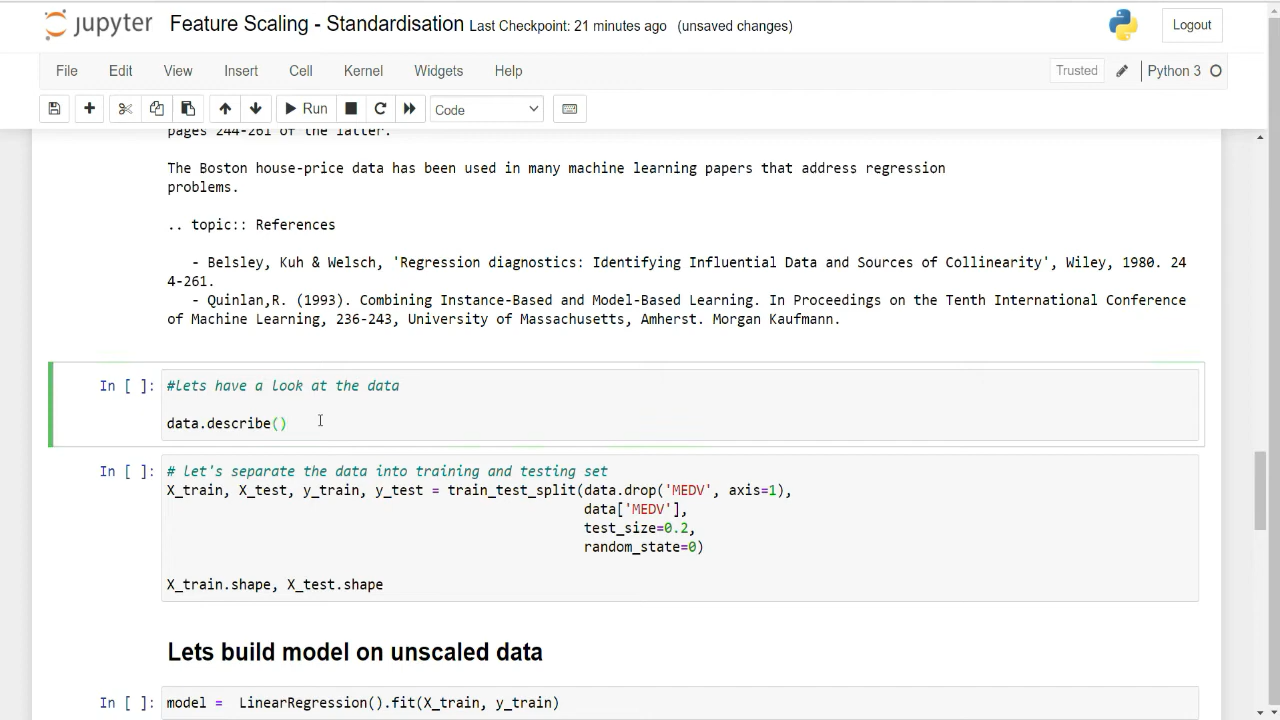 jupyter Feature Scaling - Standardisation Last Checkpoint: 21 minutes ago (unsaved changes) Logout
File Edit View Insert Cell Kernel Widgets Help Trusted Python 3
Run Code
pages 244-261 of the latter.
The Boston house-price data has been used in many machine learning papers that address regression
problems.
.. topic:: References
- Belsley, Kuh & Welsch, 'Regression diagnostics: Identifying Influential Data and Sources of Collinearity', Wiley, 1980. 24
4-261.
- Quinlan,R. (1993). Combining Instance-Based and Model-Based Learning. In Proceedings on the Tenth International Conference
of Machine Learning, 236-243, University of Massachusetts, Amherst. Morgan Kaufmann.
In [ ]: #lets have a look at the data
data.describe()
In [ ]: # let's separate the data into training and testing set
X_train, X_test, y_train, y_test = train_test_split(data.drop('MEDV', axis=1),
data['MEDV'],
test_size=0.2,
random_state=0)
X_train.shape, X_test.shape
Lets build model on unscaled data
In [ ]: model = LinearRegression().fit(X_train, y_train)